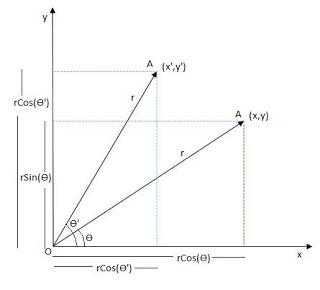 y
A (x',y')
rCos(Θ')
r
A (x,y)
r
rSin(Θ)
Θ'
Θ
O
x
rCos(Θ)
rCos(Θ')